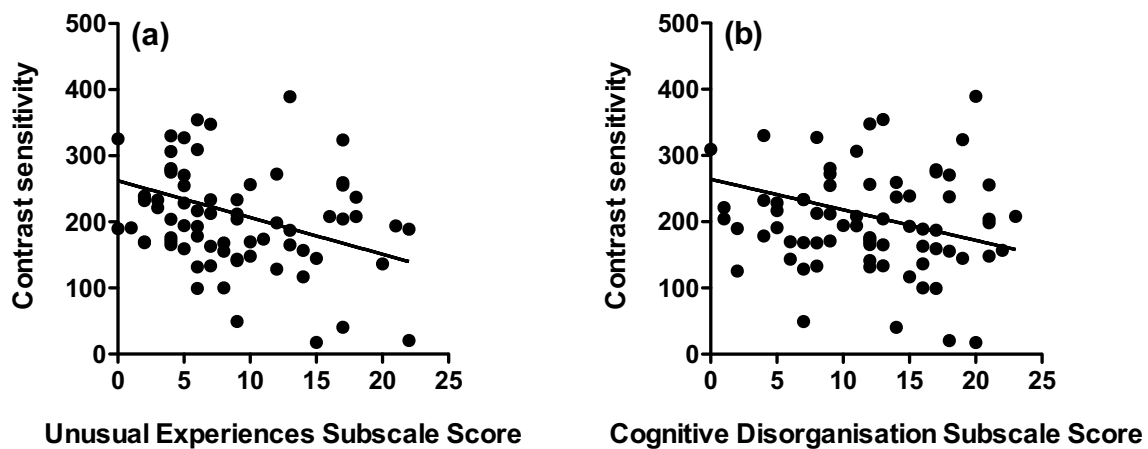 (a)
500
400
300
200
100
0
Contrast sensitivity
0 5 10 15 20 25
Unusual Experiences Subscale Score
(b)
500
400
300
200
100
0
Contrast sensitivity
0 5 10 15 20 25
Cognitive Disorganisation Subscale Score